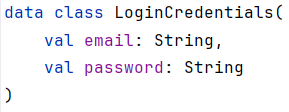 data class LoginCredentials(
    val email: String,
    val password: String
)